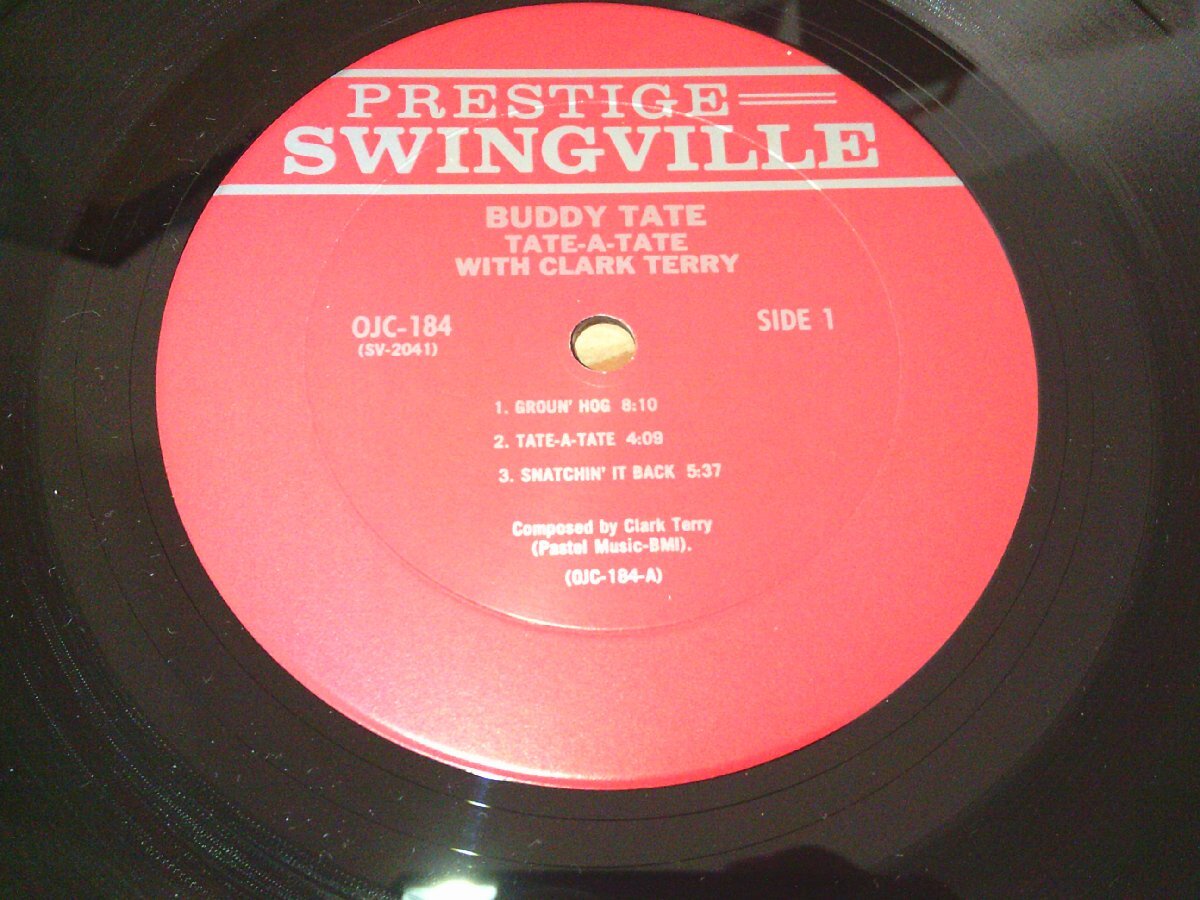 PRESTIGE
SWINGVILLE
BUDDY TATE
TATE-A-TATE
WITH CLARK TERRY
OJC-184 SIDE 1
(SV-2041)
1. GROUN' HOG 8:10
2. TATE-A-TATE 4:09
3. SNATCHIN' IT BACK 5:37
Composed by Clark Terry
(Pastel Music-BMI).
(OJC-184-A)